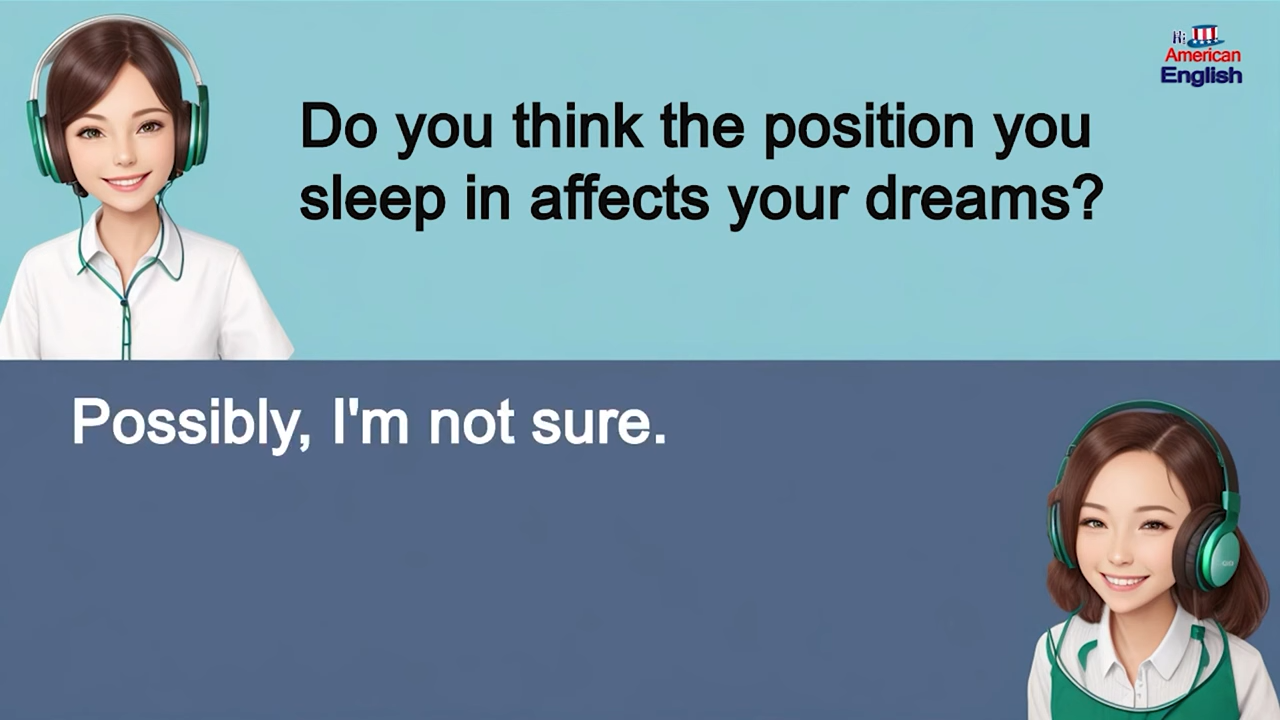 Hi
American
English
Do you think the position you
sleep in affects your dreams?
Possibly, I'm not sure.